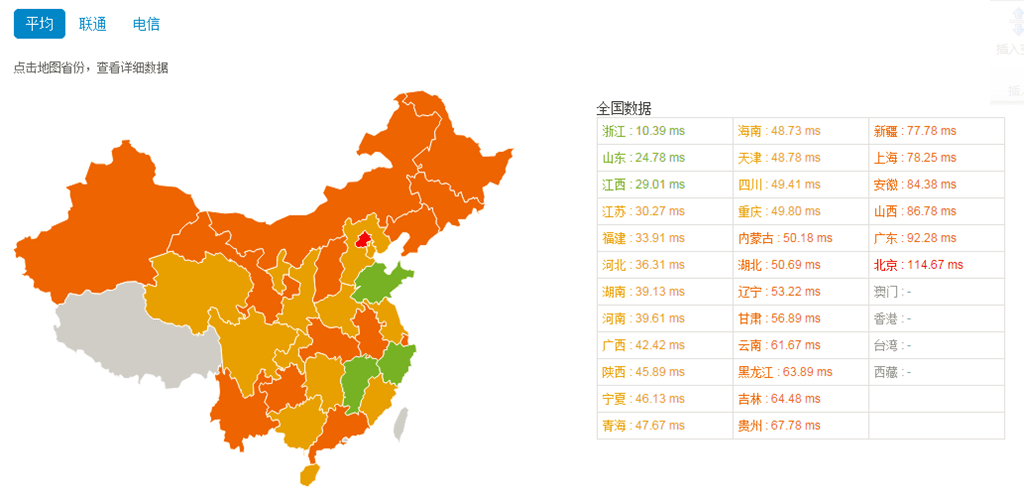 平均 联通 电信
点击地图省份，查看详细数据
全国数据
浙江 : 10.39 ms 海南 : 48.73 ms 新疆 : 77.78 ms
山东 : 24.78 ms 天津 : 48.78 ms 上海 : 78.25 ms
江西 : 29.01 ms 四川 : 49.41 ms 安徽 : 84.38 ms
江苏 : 30.27 ms 重庆 : 49.80 ms 山西 : 86.78 ms
福建 : 33.91 ms 内蒙古 : 50.18 ms 广东 : 92.28 ms
河北 : 36.31 ms 湖北 : 50.69 ms 北京 : 114.67 ms
湖南 : 39.13 ms 辽宁 : 53.22 ms 澳门 : -
河南 : 39.61 ms 甘肃 : 56.89 ms 香港 : -
广西 : 42.42 ms 云南 : 61.67 ms 台湾 : -
陕西 : 45.89 ms 黑龙江 : 63.89 ms 西藏 : -
宁夏 : 46.13 ms 吉林 : 64.48 ms
青海 : 47.67 ms 贵州 : 67.78 ms
插入
插入